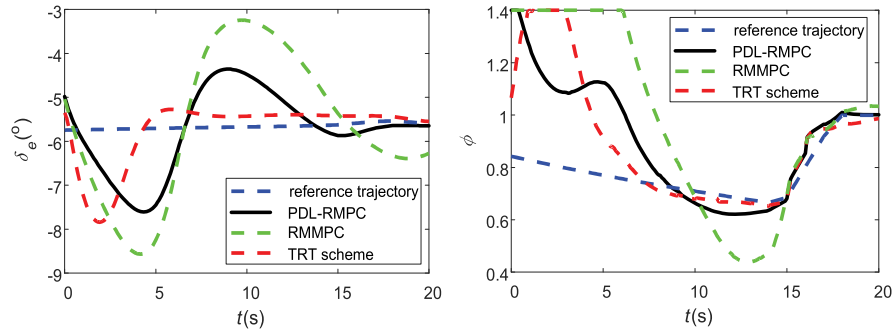 -3
-4
-5
-6
-7
-8
-9
δe(o)
reference trajectory
PDL-RMPC
RMMPC
TRT scheme
0 5 10 15 20
t(s)
1.4
1.2
1
0.8
0.6
0.4
ϕ
reference trajectory
PDL-RMPC
RMMPC
TRT scheme
0 5 10 15 20
t(s)